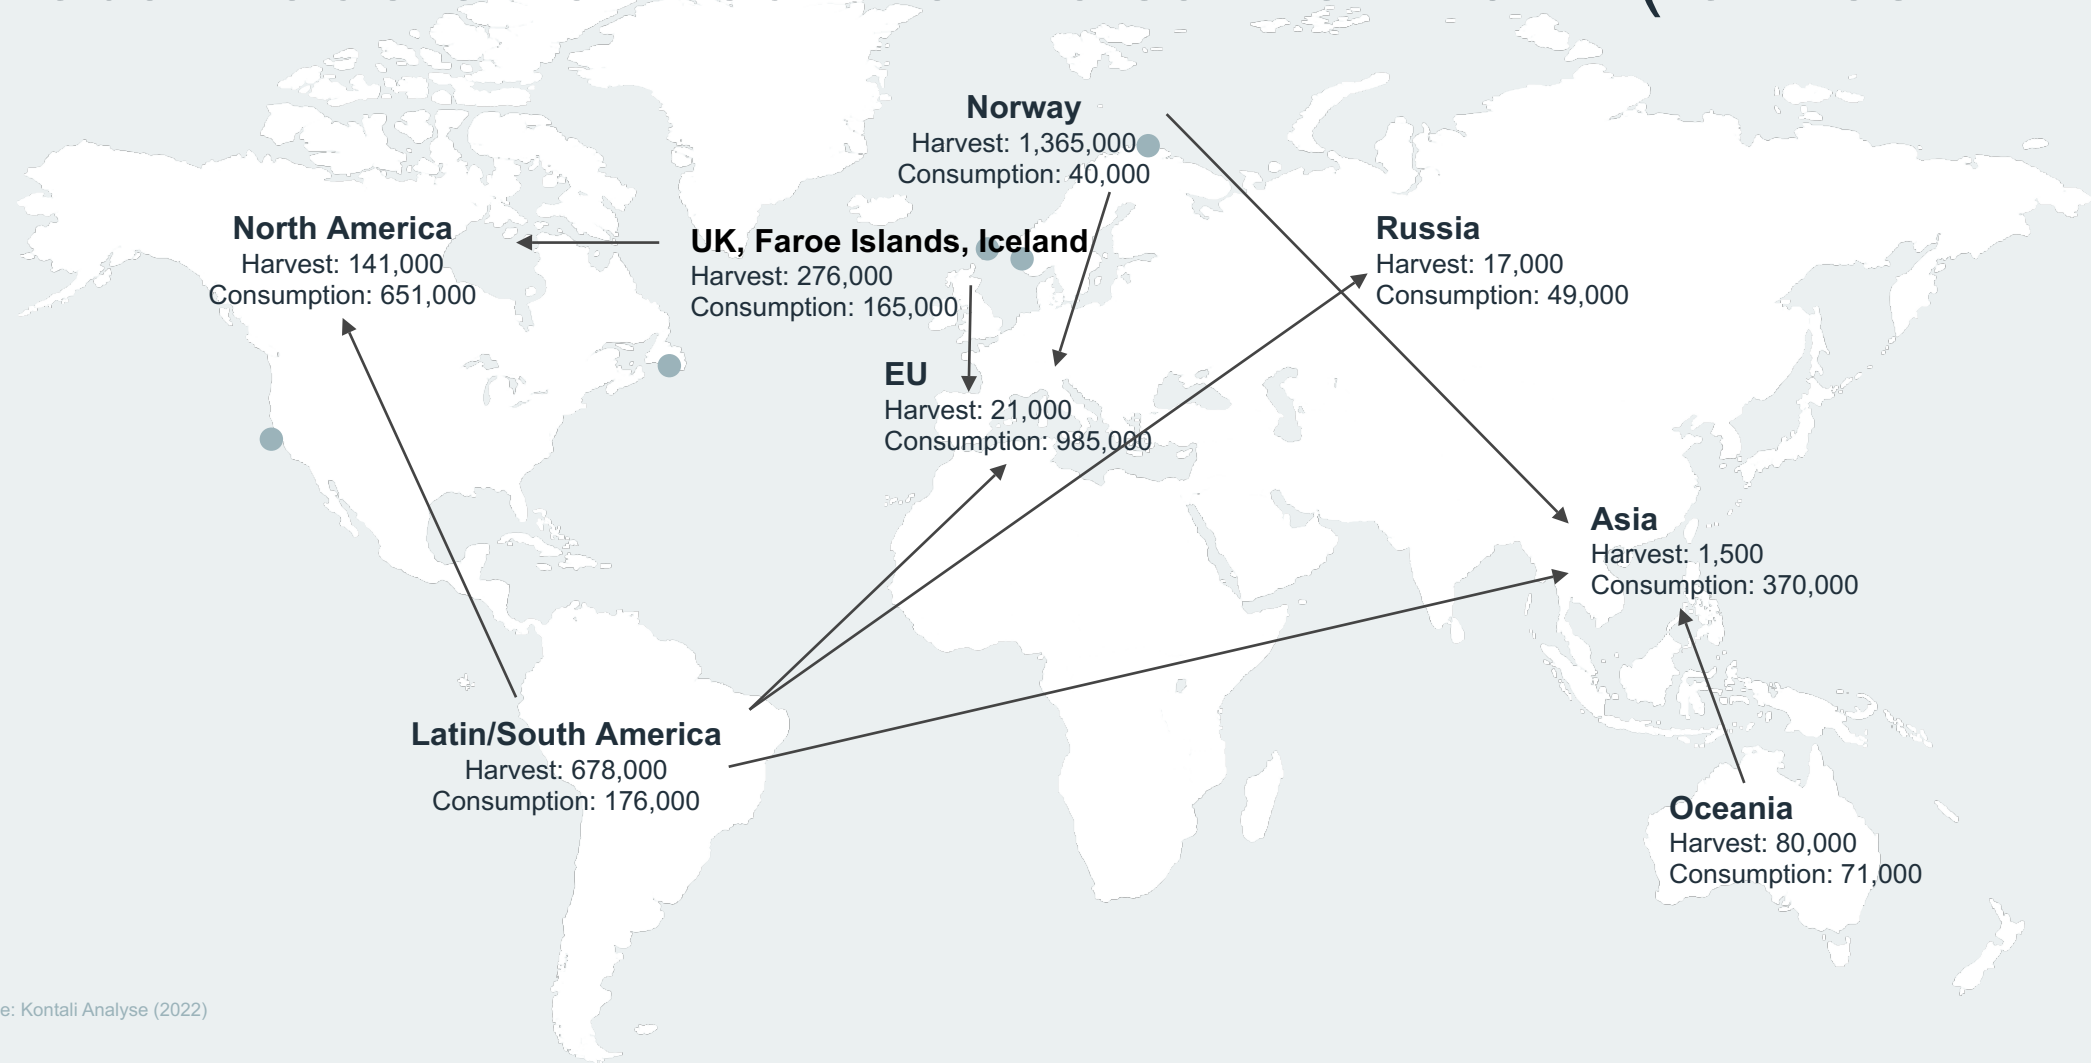 Norway
Harvest: 1,365,000
Consumption: 40,000
North America
Harvest: 141,000
Consumption: 651,000
UK, Faroe Islands, Iceland
Harvest: 276,000
Consumption: 165,000
Russia
Harvest: 17,000
Consumption: 49,000
EU
Harvest: 21,000
Consumption: 985,000
Asia
Harvest: 1,500
Consumption: 370,000
Latin/South America
Harvest: 678,000
Consumption: 176,000
Oceania
Harvest: 80,000
Consumption: 71,000
e: Kontali Analyse (2022)